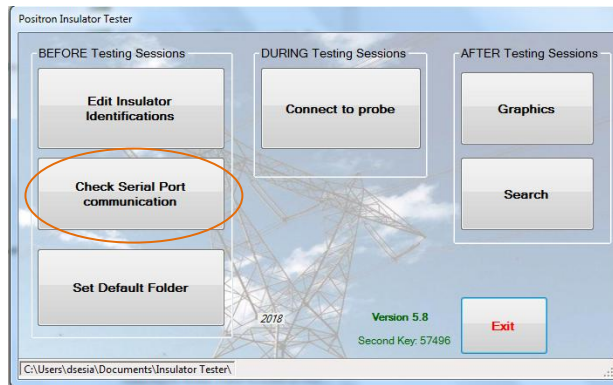 Positron Insulator Tester
BEFORE Testing Sessions
Edit Insulator
Identifications
Check Serial Port
communication
Set Default Folder
DURING Testing Sessions
Connect to probe
AFTER Testing Sessions
Graphics
Search
2018
Version 5.8
Second Key: 57496
Exit
C:\Users\dsesia\Documents\Insulator Tester\